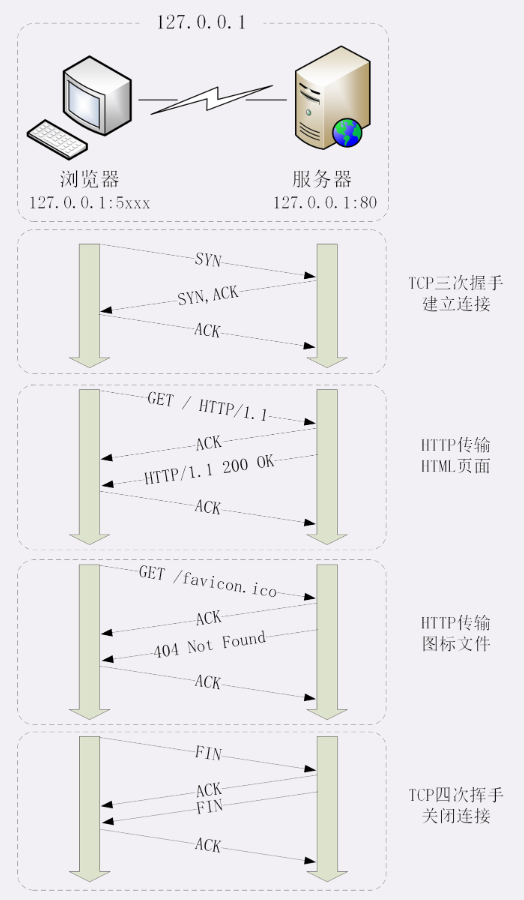 127.0.0.1
浏览器
127.0.0.1:5xxx
服务器
127.0.0.1:80
SYN
SYN,ACK
ACK
TCP三次握手
建立连接
GET / HTTP/1.1
ACK
HTTP/1.1 200 OK
ACK
HTTP传输
HTML页面
GET /favicon.ico
ACK
404 Not Found
ACK
HTTP传输
图标文件
FIN
ACK
FIN
ACK
TCP四次挥手
关闭连接